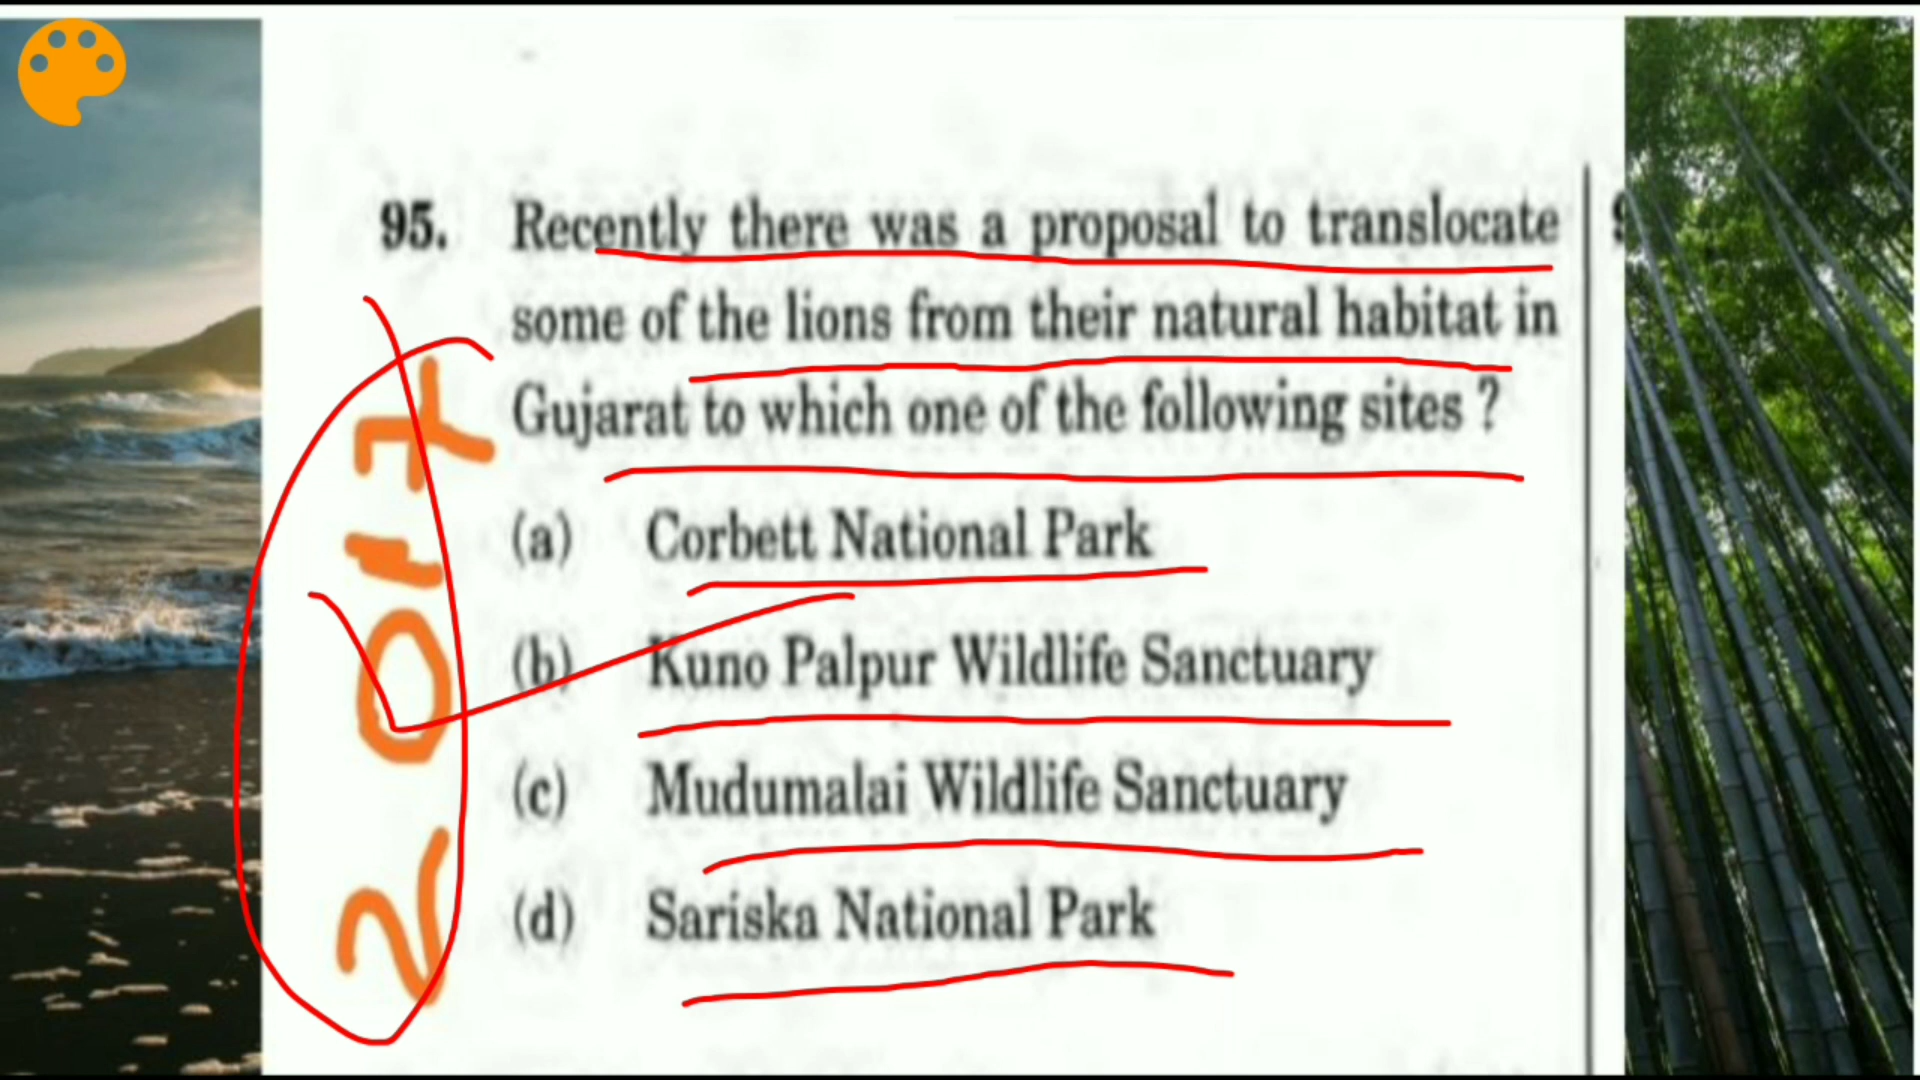 95. Recently there was a proposal to translocate
some of the lions from their natural habitat in
Gujarat to which one of the following sites ?
(a) Corbett National Park
(b) Kuno Palpur Wildlife Sanctuary
(c) Mudumalai Wildlife Sanctuary
(d) Sariska National Park
2017